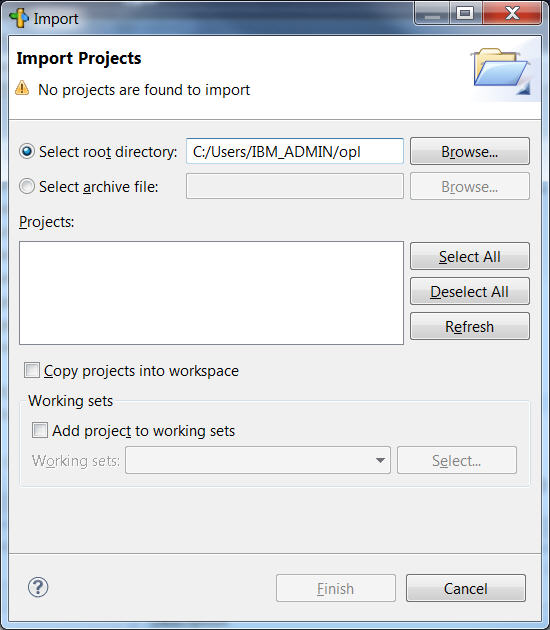 Import
Import Projects
No projects are found to import
Select root directory: C:/Users/IBM_ADMIN/opl Browse...
Select archive file: Browse...
Projects:
Select All
Deselect All
Refresh
Copy projects into workspace
Working sets
Add project to working sets
Working sets: Select...
? Finish Cancel